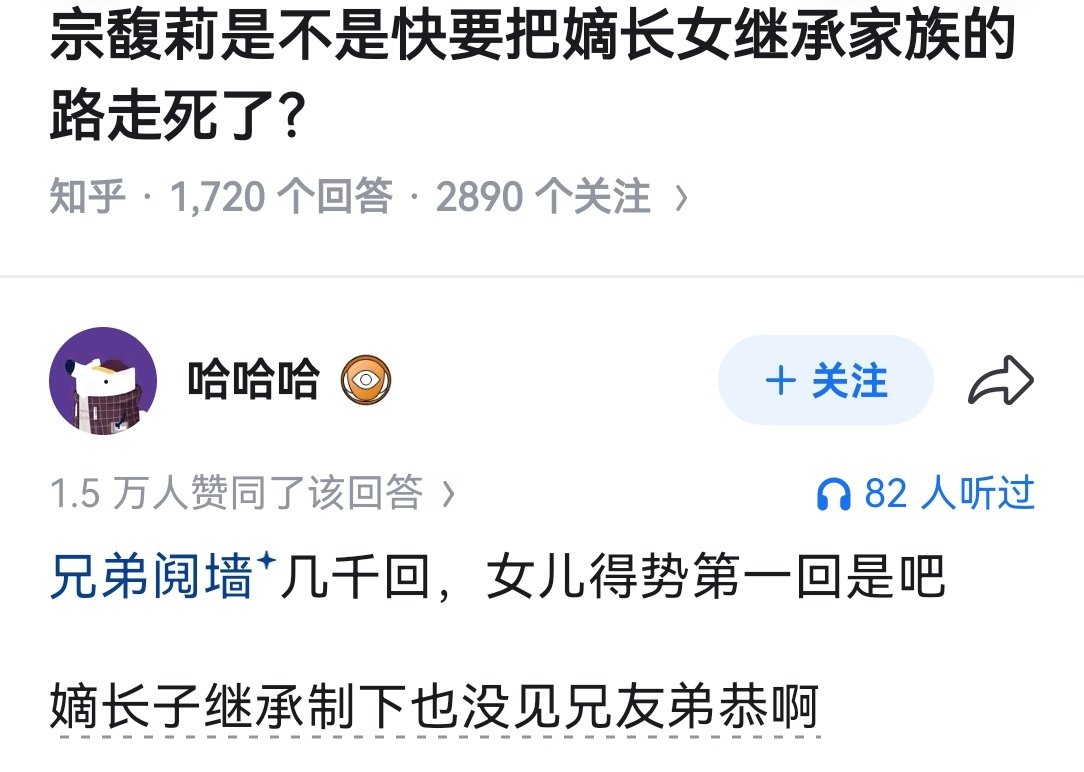 宗馥莉是不是快要把嫡长女继承家族的
路走死了?
知乎 · 1,720 个回答 · 2890 个关注 >
哈哈哈
+ 关注
1.5 万人赞同了该回答 >
82 人听过
兄弟阋墙几千回，女儿得势第一回是吧
嫡长子继承制下也没见兄友弟恭啊